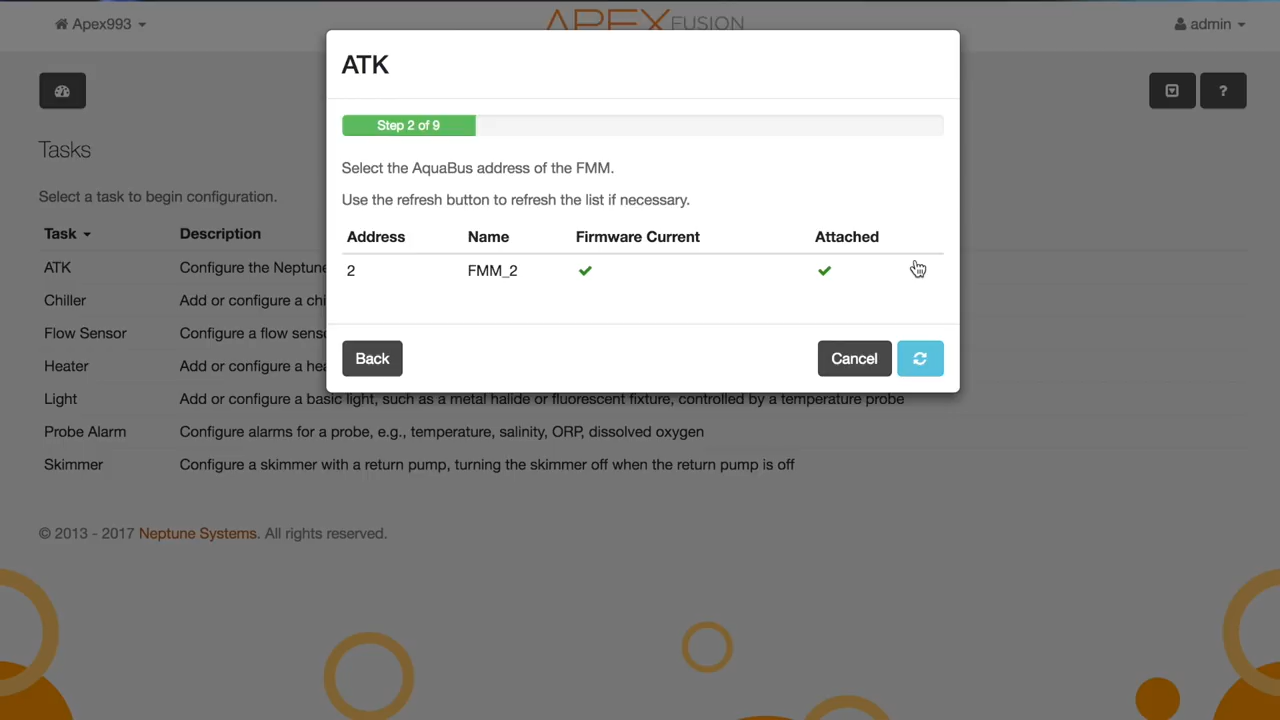 Apex993
APEX FUSION
admin
ATK
?
Step 2 of 9
Tasks
Select the AquaBus address of the FMM.
Select a task to begin configuration.
Use the refresh button to refresh the list if necessary.
Task Description
Address Name Firmware Current Attached
ATK Configure the Neptune
2 FMM_2
Chiller Add or configure a chi
Flow Sensor Configure a flow sens
Back Cancel
Heater Add or configure a hea
Light Add or configure a basic light, such as a metal halide or fluorescent fixture, controlled by a temperature probe
Probe Alarm Configure alarms for a probe, e.g., temperature, salinity, ORP, dissolved oxygen
Skimmer Configure a skimmer with a return pump, turning the skimmer off when the return pump is off
© 2013 - 2017 Neptune Systems. All rights reserved.